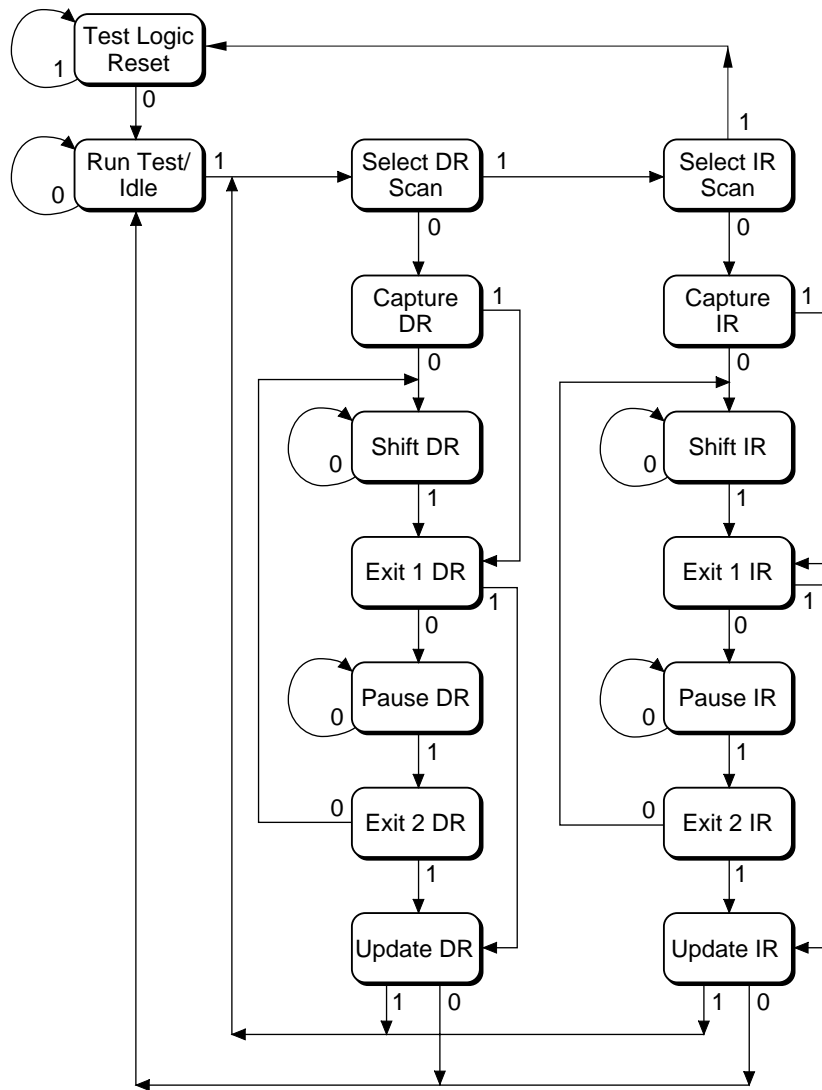 Test Logic
Reset
1
0
1
Run Test/
Idle
0
1
Select DR
Scan
1
Select IR
Scan
0
0
Capture
DR
1
Capture
IR
1
0
0
Shift DR
0
Shift IR
0
1
1
Exit 1 DR
1
Exit 1 IR
1
0
0
Pause DR
0
Pause IR
0
1
1
Exit 2 DR
0
Exit 2 IR
0
1
1
Update DR
Update IR
1
0
1
0